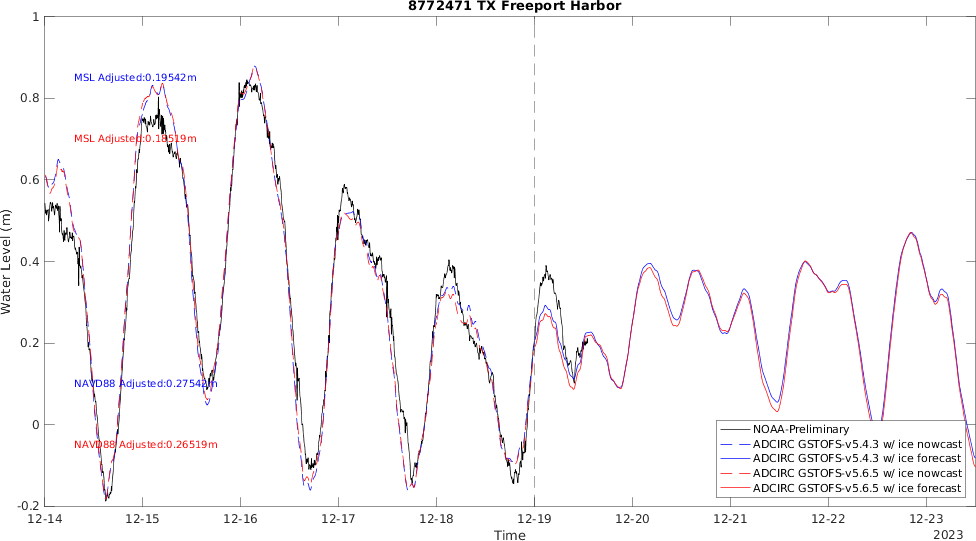 8772471 TX Freeport Harbor
Water Level (m)
1
0.8
0.6
0.4
0.2
0
-0.2
MSL Adjusted:0.19542m
MSL Adjusted:0.18519m
NAVD88 Adjusted:0.27542m
NAVD88 Adjusted:0.26519m
NOAA-Preliminary
ADCIRC GSTOFS-v5.4.3 w/ ice nowcast
ADCIRC GSTOFS-v5.4.3 w/ ice forecast
ADCIRC GSTOFS-v5.6.5 w/ ice nowcast
ADCIRC GSTOFS-v5.6.5 w/ ice forecast
12-14 12-15 12-16 12-17 12-18 12-19 12-20 12-21 12-22 12-23
Time
2023